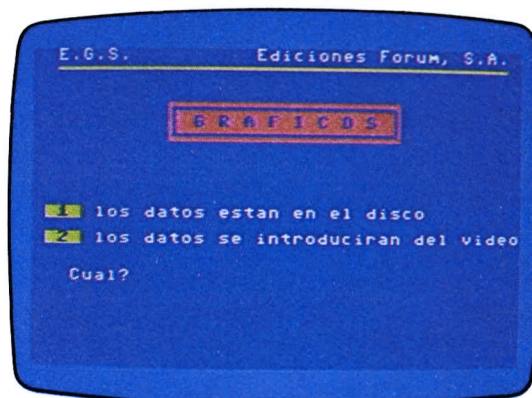 E.G.S. Ediciones Forum, S.A.
GRAFICOS
1 los datos estan en el disco
2 los datos se introduciran del video
Cual?